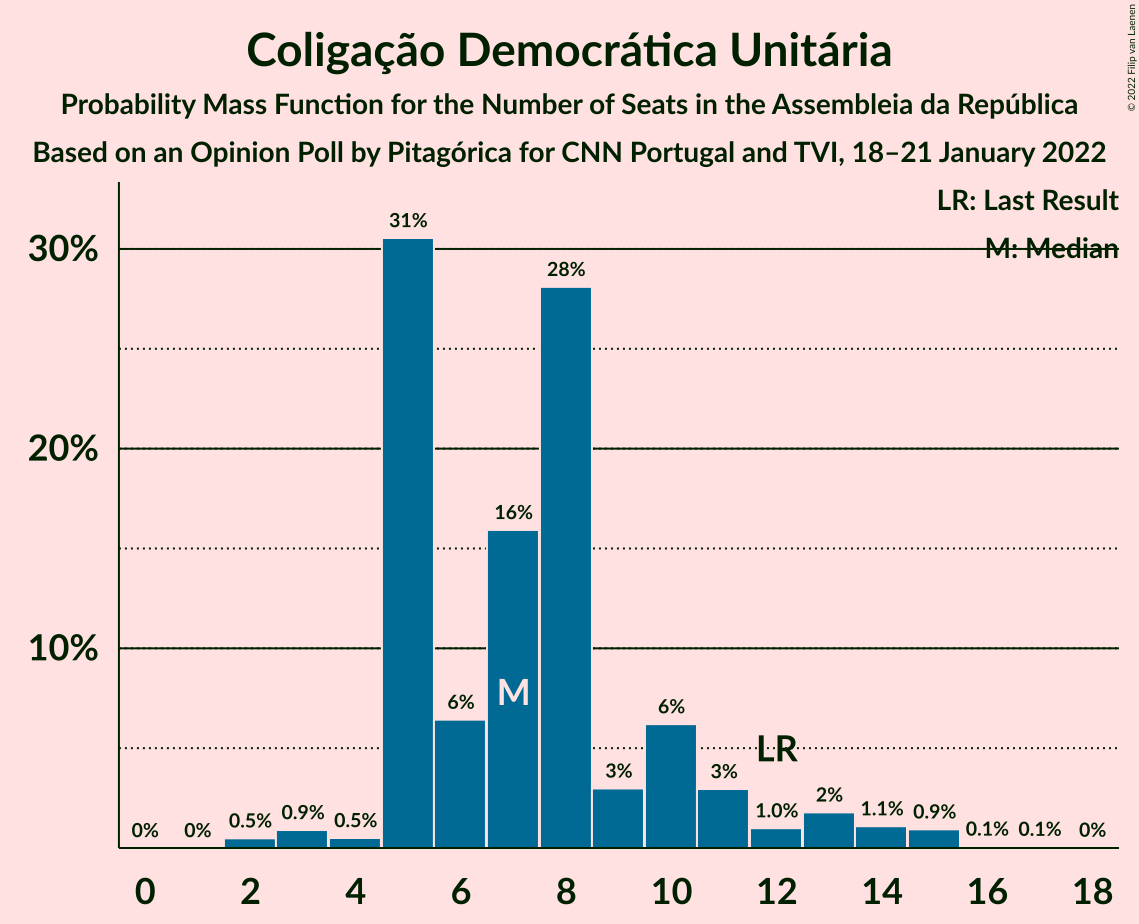 Coligação Democrática Unitária
Probability Mass Function for the Number of Seats in the Assembleia da República
Based on an Opinion Poll by Pitagórica for CNN Portugal and TVI, 18–21 January 2022
© 2022 Filip van Laenen
LR: Last Result
M: Median
30%
20%
10%
0%
0%
0.5%
0.9%
0.5%
31%
6%
16%
28%
3%
6%
3%
1.0%
2%
1.1%
0.9%
0.1%
0.1%
0%
M
LR
0 2 4 6 8 10 12 14 16 18